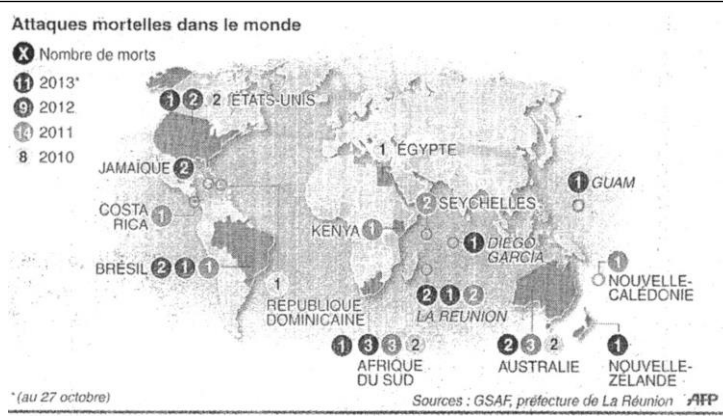 Attaques mortelles dans le monde
X Nombre de morts
11 2013*
9 2012
14 2011
8 2010
1 2 2 ÉTATS-UNIS
1 ÉGYPTE
JAMAÏQUE 2
1 GUAM
2 SEYCHELLES
COSTA RICA 1
KENYA 1
1 DIEGO GARCIA
BRÉSIL 2 1 1
1
RÉPUBLIQUE
DOMINICAINE
2 1 2
LA RÉUNION
1
NOUVELLE-
CALÉDONIE
1 3 3 2
AFRIQUE
DU SUD
2 3 2
AUSTRALIE
1
NOUVELLE-
ZÉLANDE
*(au 27 octobre)
Sources : GSAF, préfecture de La Réunion AFP